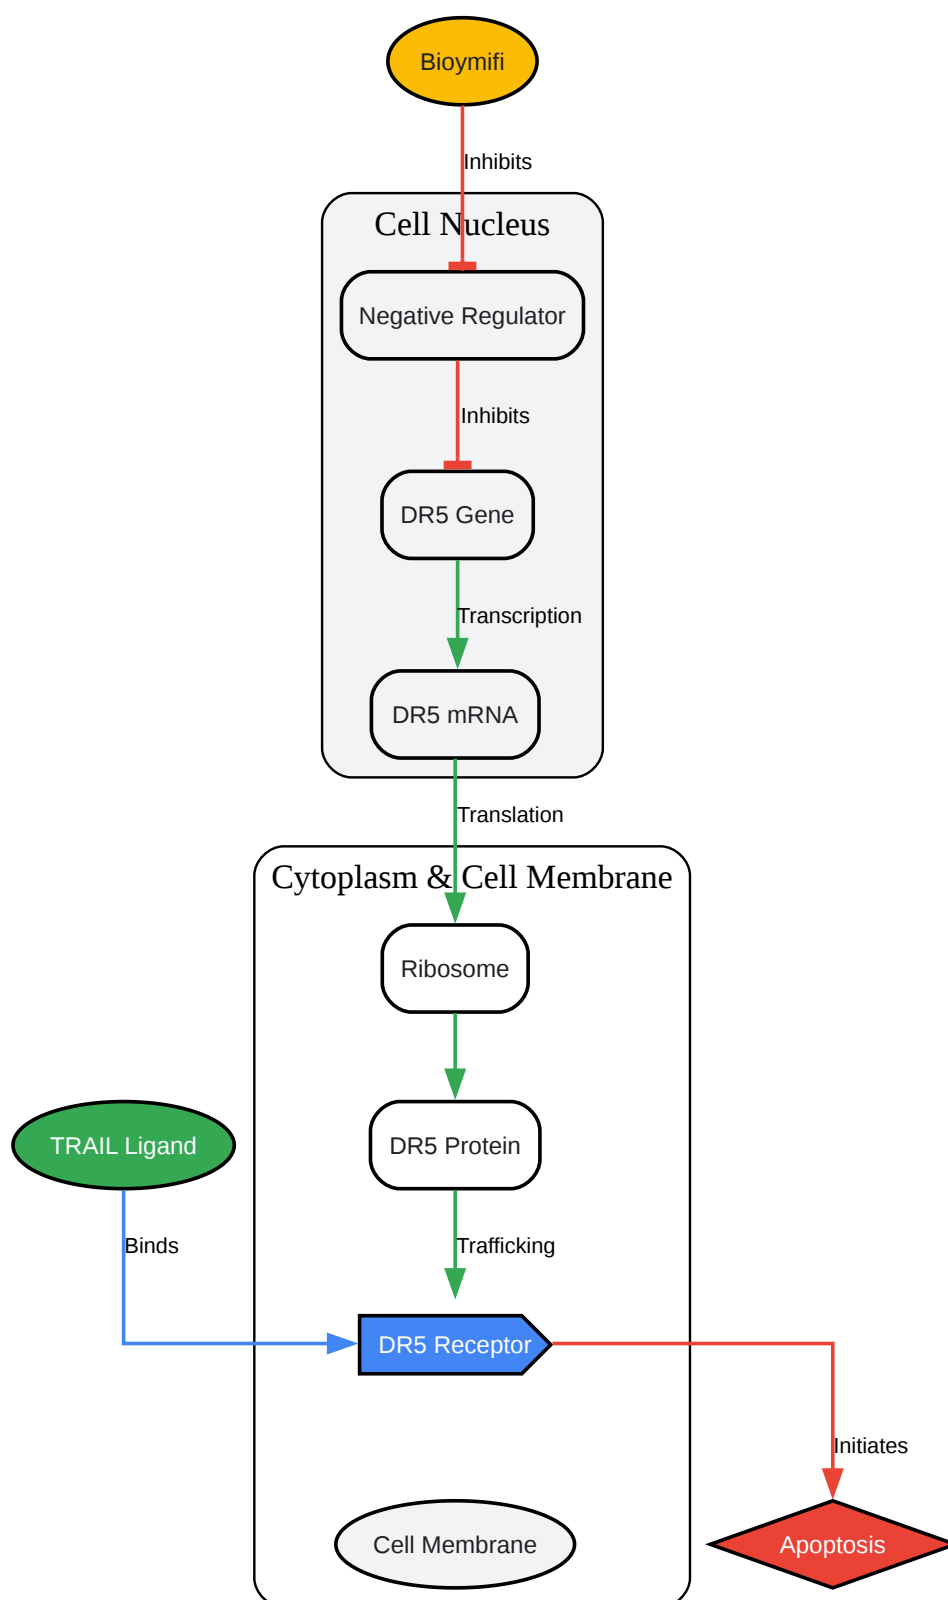 Bioymifi
Inhibits
Cell Nucleus
Negative Regulator
Inhibits
DR5 Gene
Transcription
DR5 mRNA
Translation
Cytoplasm & Cell Membrane
Ribosome
TRAIL Ligand
DR5 Protein
Binds
Trafficking
DR5 Receptor
Initiates
Cell Membrane
Apoptosis